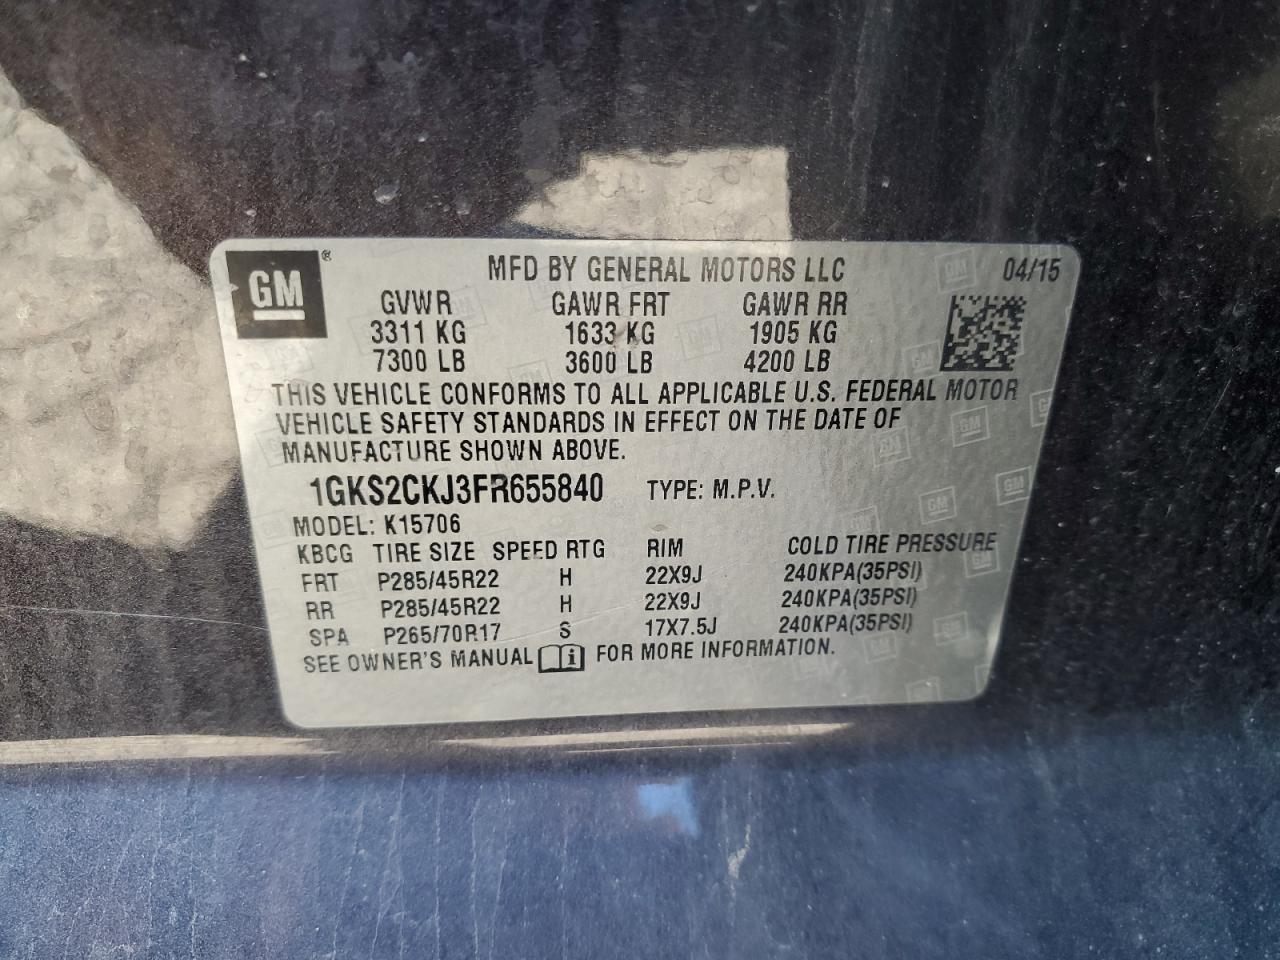 GM®
MFD BY GENERAL MOTORS LLC 04/15
GVWR GAWR FRT GAWR RR
3311 KG 1633 KG 1905 KG
7300 LB 3600 LB 4200 LB
THIS VEHICLE CONFORMS TO ALL APPLICABLE U.S. FEDERAL MOTOR
VEHICLE SAFETY STANDARDS IN EFFECT ON THE DATE OF
MANUFACTURE SHOWN ABOVE.
1GKS2CKJ3FR655840 TYPE: M.P.V.
MODEL: K15706
KBCG TIRE SIZE SPEED RTG RIM COLD TIRE PRESSURE
FRT P285/45R22 H 22X9J 240KPA(35PSI)
RR P285/45R22 H 22X9J 240KPA(35PSI)
SPA P265/70R17 S 17X7.5J 240KPA(35PSI)
SEE OWNER'S MANUAL FOR MORE INFORMATION.